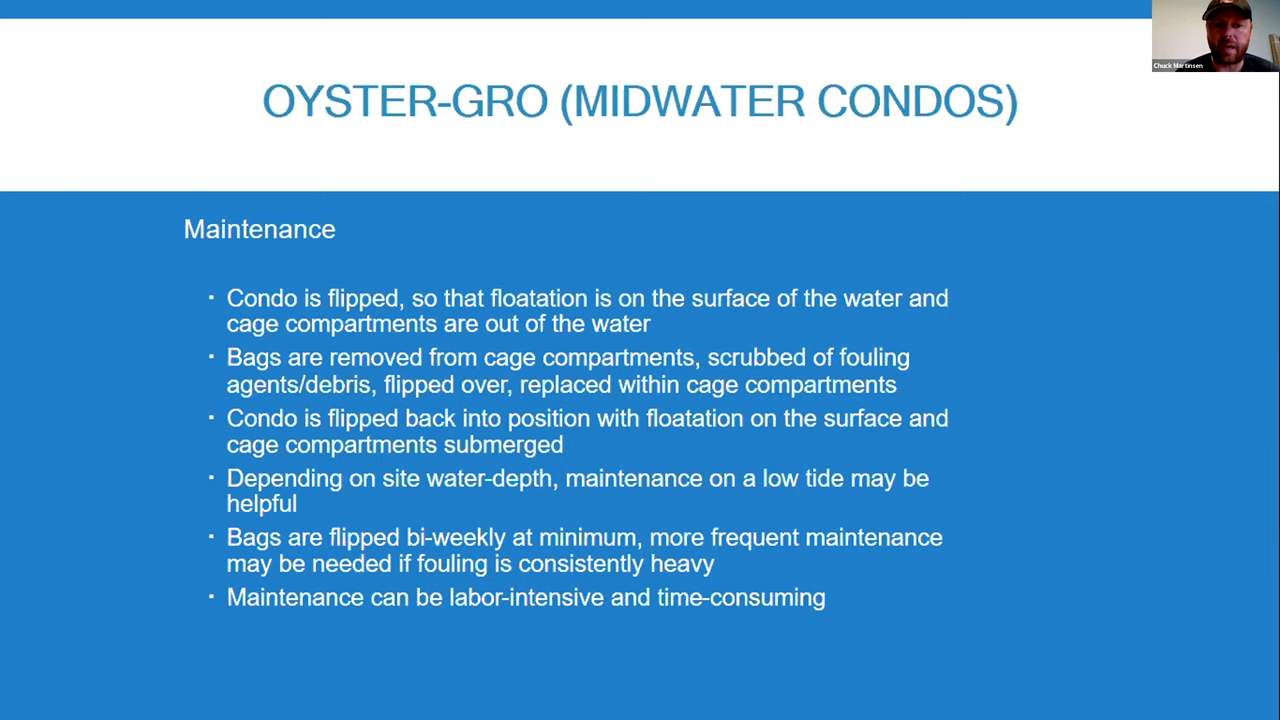 Chuck Martinsen
OYSTER-GRO (MIDWATER CONDOS)
Maintenance
▪ Condo is flipped, so that floatation is on the surface of the water and
cage compartments are out of the water
▪ Bags are removed from cage compartments, scrubbed of fouling
agents/debris, flipped over, replaced within cage compartments
▪ Condo is flipped back into position with floatation on the surface and
cage compartments submerged
▪ Depending on site water-depth, maintenance on a low tide may be
helpful
▪ Bags are flipped bi-weekly at minimum, more frequent maintenance
may be needed if fouling is consistently heavy
▪ Maintenance can be labor-intensive and time-consuming